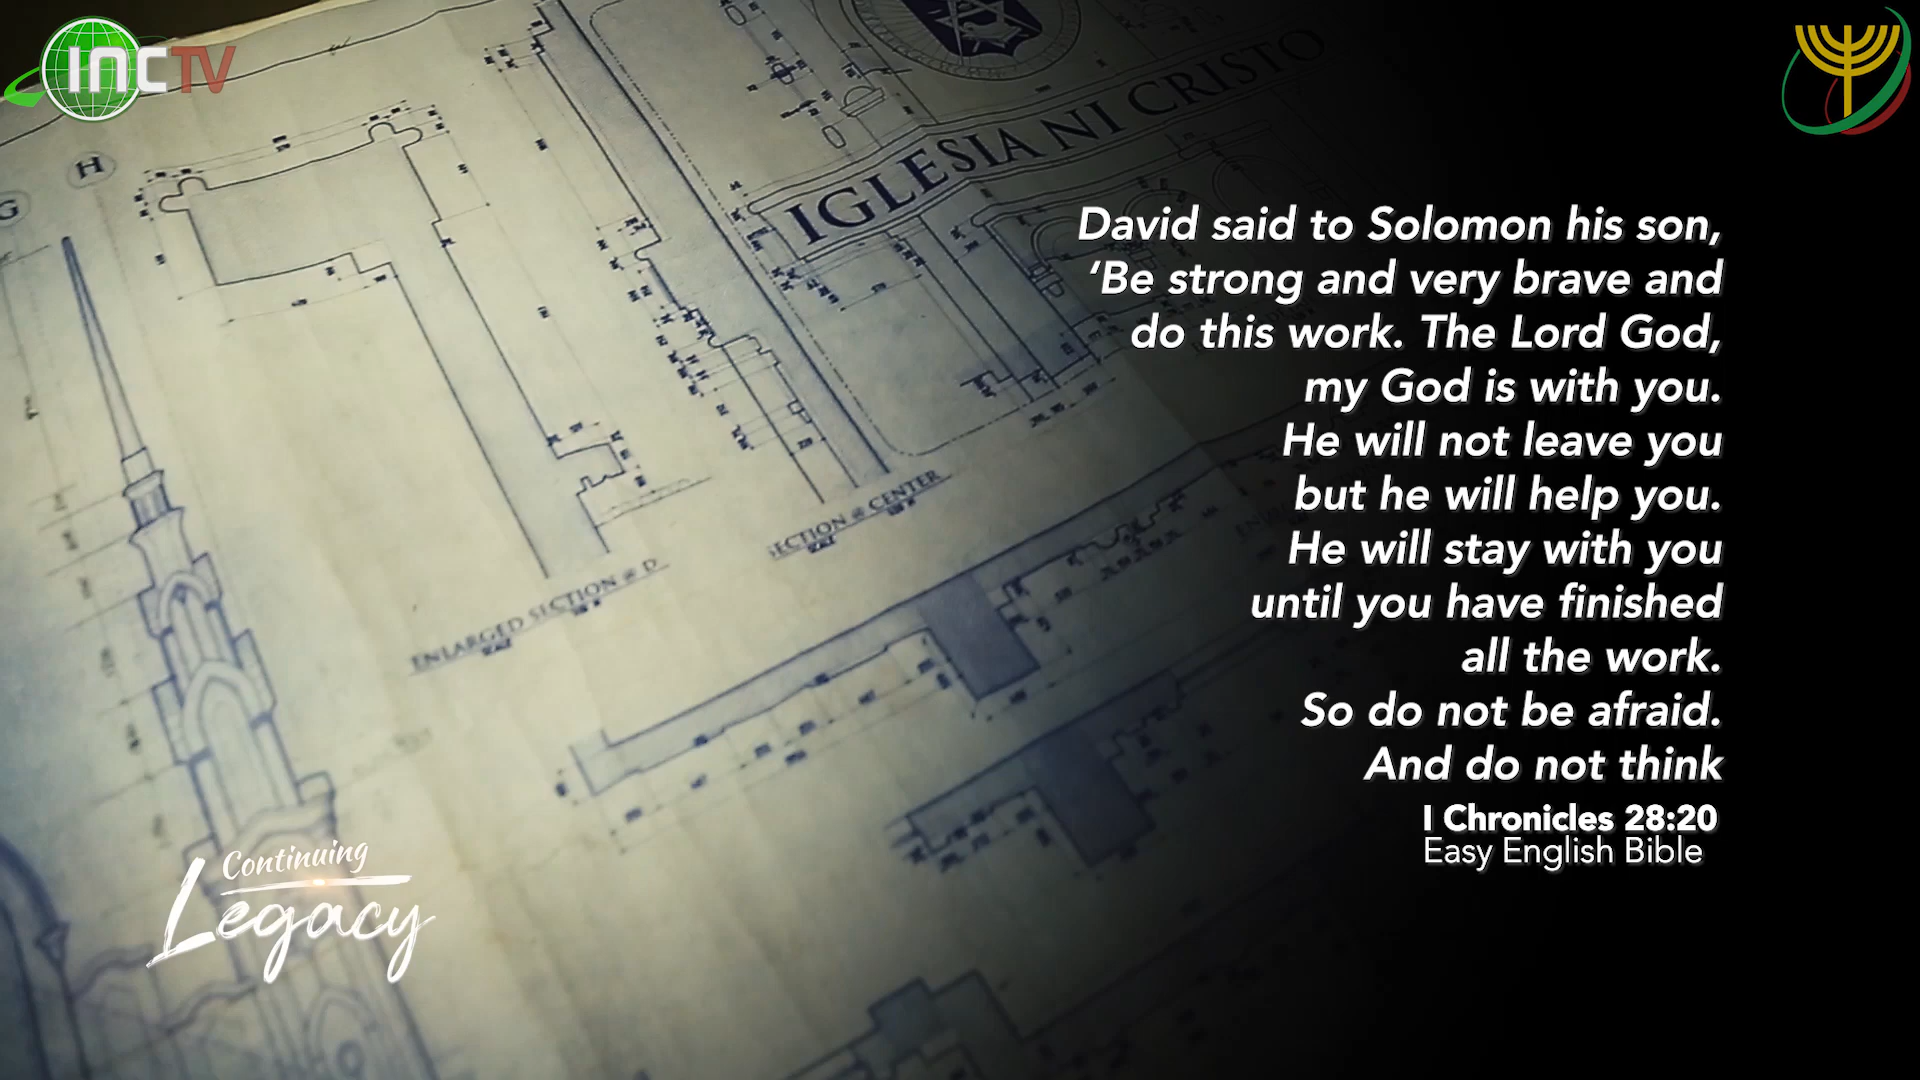 INCTV
IGLESIA NI CRISTO
H
G
David said to Solomon his son,
‘Be strong and very brave and
do this work. The Lord God,
my God is with you.
He will not leave you
but he will help you.
He will stay with you
until you have finished
all the work.
So do not be afraid.
And do not think
I Chronicles 28:20
Easy English Bible
SECTION @ CENTER
ENLARGED SECTION @ D
Continuing
Legacy